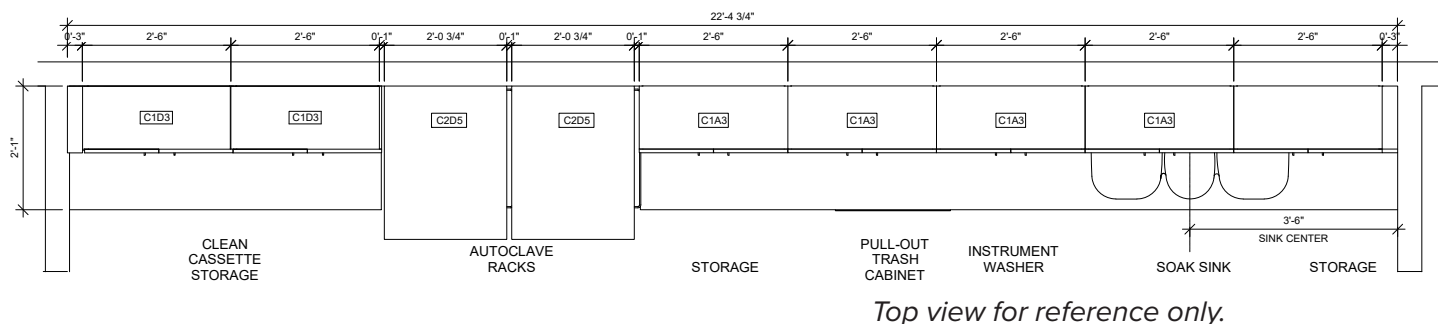 22'-4 3/4"
0'-3" 2'-6" 2'-6" 0'-1" 2'-0 3/4" 0'-1" 2'-0 3/4" 0'-1" 2'-6" 2'-6" 2'-6" 2'-6" 2'-6" 0'-3"
C1D3 C1D3 C2D5 C2D5 C1A3 C1A3 C1A3 C1A3
2'-1"
3'-6"
SINK CENTER
CLEAN
CASSETTE
STORAGE
AUTOCLAVE
RACKS
STORAGE
PULL-OUT
TRASH
CABINET
INSTRUMENT
WASHER
SOAK SINK
STORAGE
Top view for reference only.